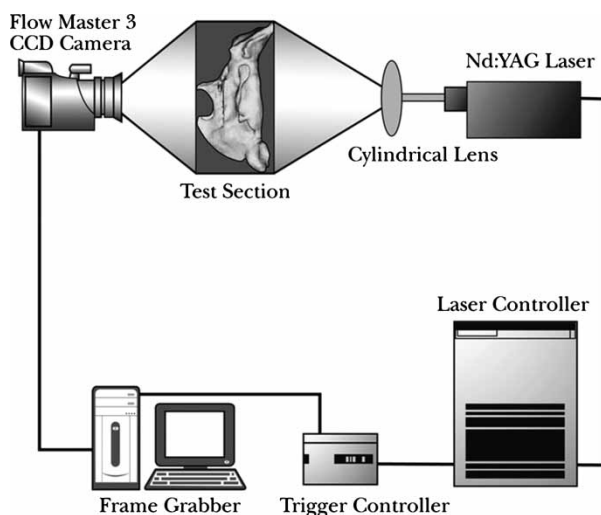 Flow Master 3
CCD Camera
Nd:YAG Laser
Cylindrical Lens
Test Section
Laser Controller
Frame Grabber
Trigger Controller